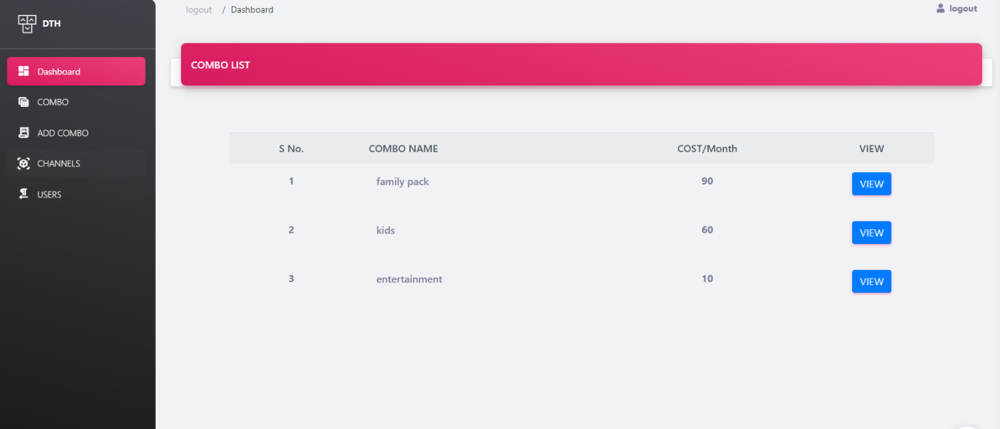 DTH
Dashboard
COMBO
ADD COMBO
CHANNELS
USERS
logout / Dashboard
logout
COMBO LIST
S No. COMBO NAME COST/Month VIEW
1 family pack 90 VIEW
2 kids 60 VIEW
3 entertainment 10 VIEW